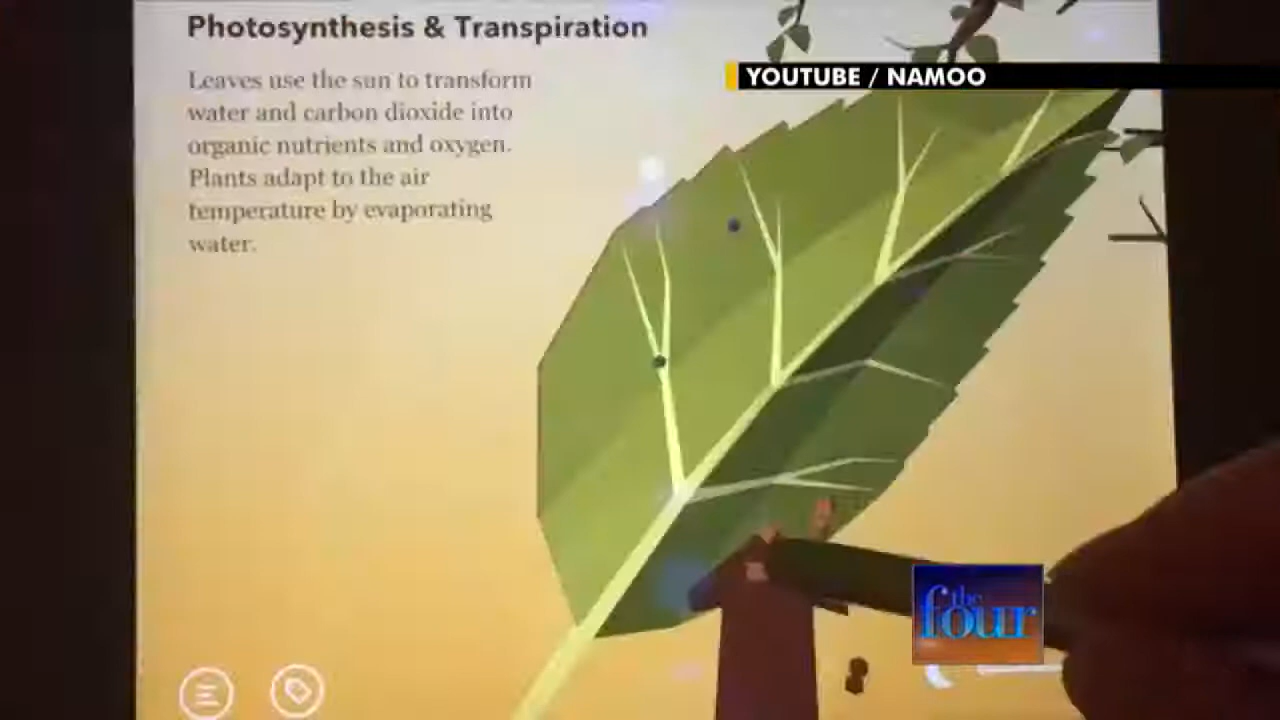 Photosynthesis & Transpiration
YOUTUBE / NAMOO
Leaves use the sun to transform
water and carbon dioxide into
organic nutrients and oxygen.
Plants adapt to the air
temperature by evaporating
water.
the
four